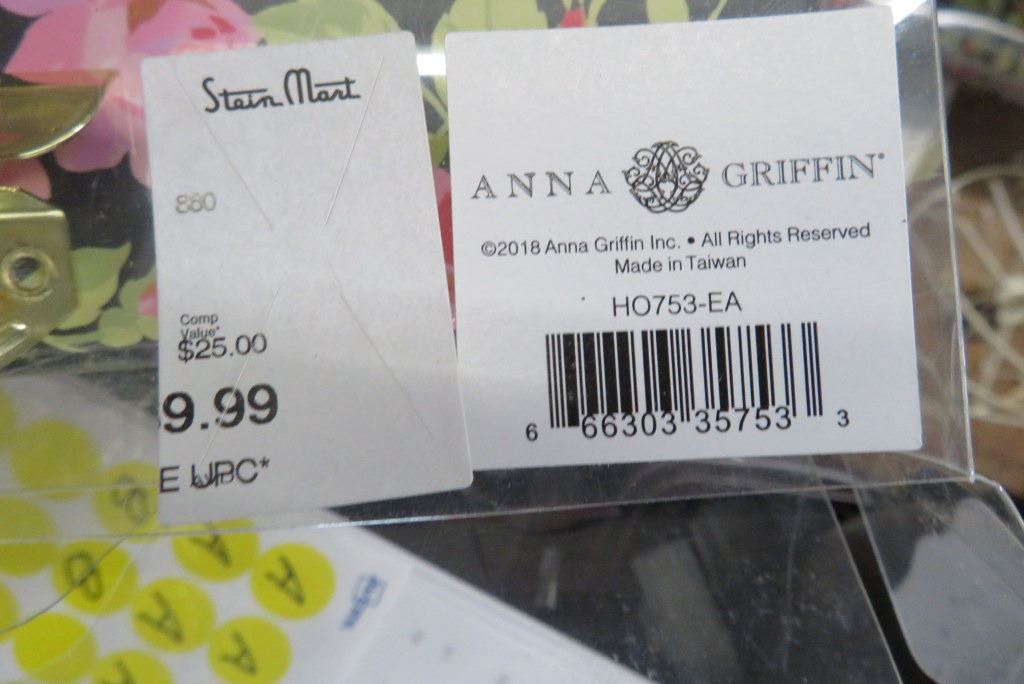 Stein Mart
860
Comp
Value*
$25.00
9.99
E UPC*
ANNA GRIFFIN®
©2018 Anna Griffin Inc. • All Rights Reserved
Made in Taiwan
HO753-EA
6 66303 35753 3
A
A
A
A
A